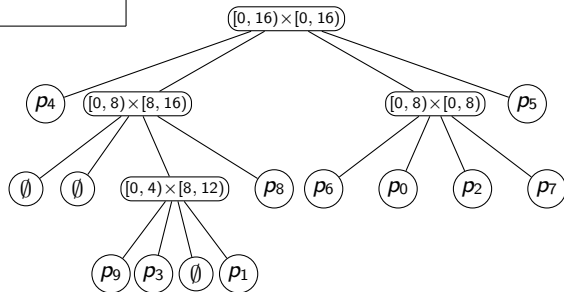 [0, 16)×[0, 16)
p4 [0, 8)×[8, 16) [0, 8)×[0, 8) p5
∅ ∅ [0, 4)×[8, 12) p8 p6 p0 p2 p7
p9 p3 ∅ p1